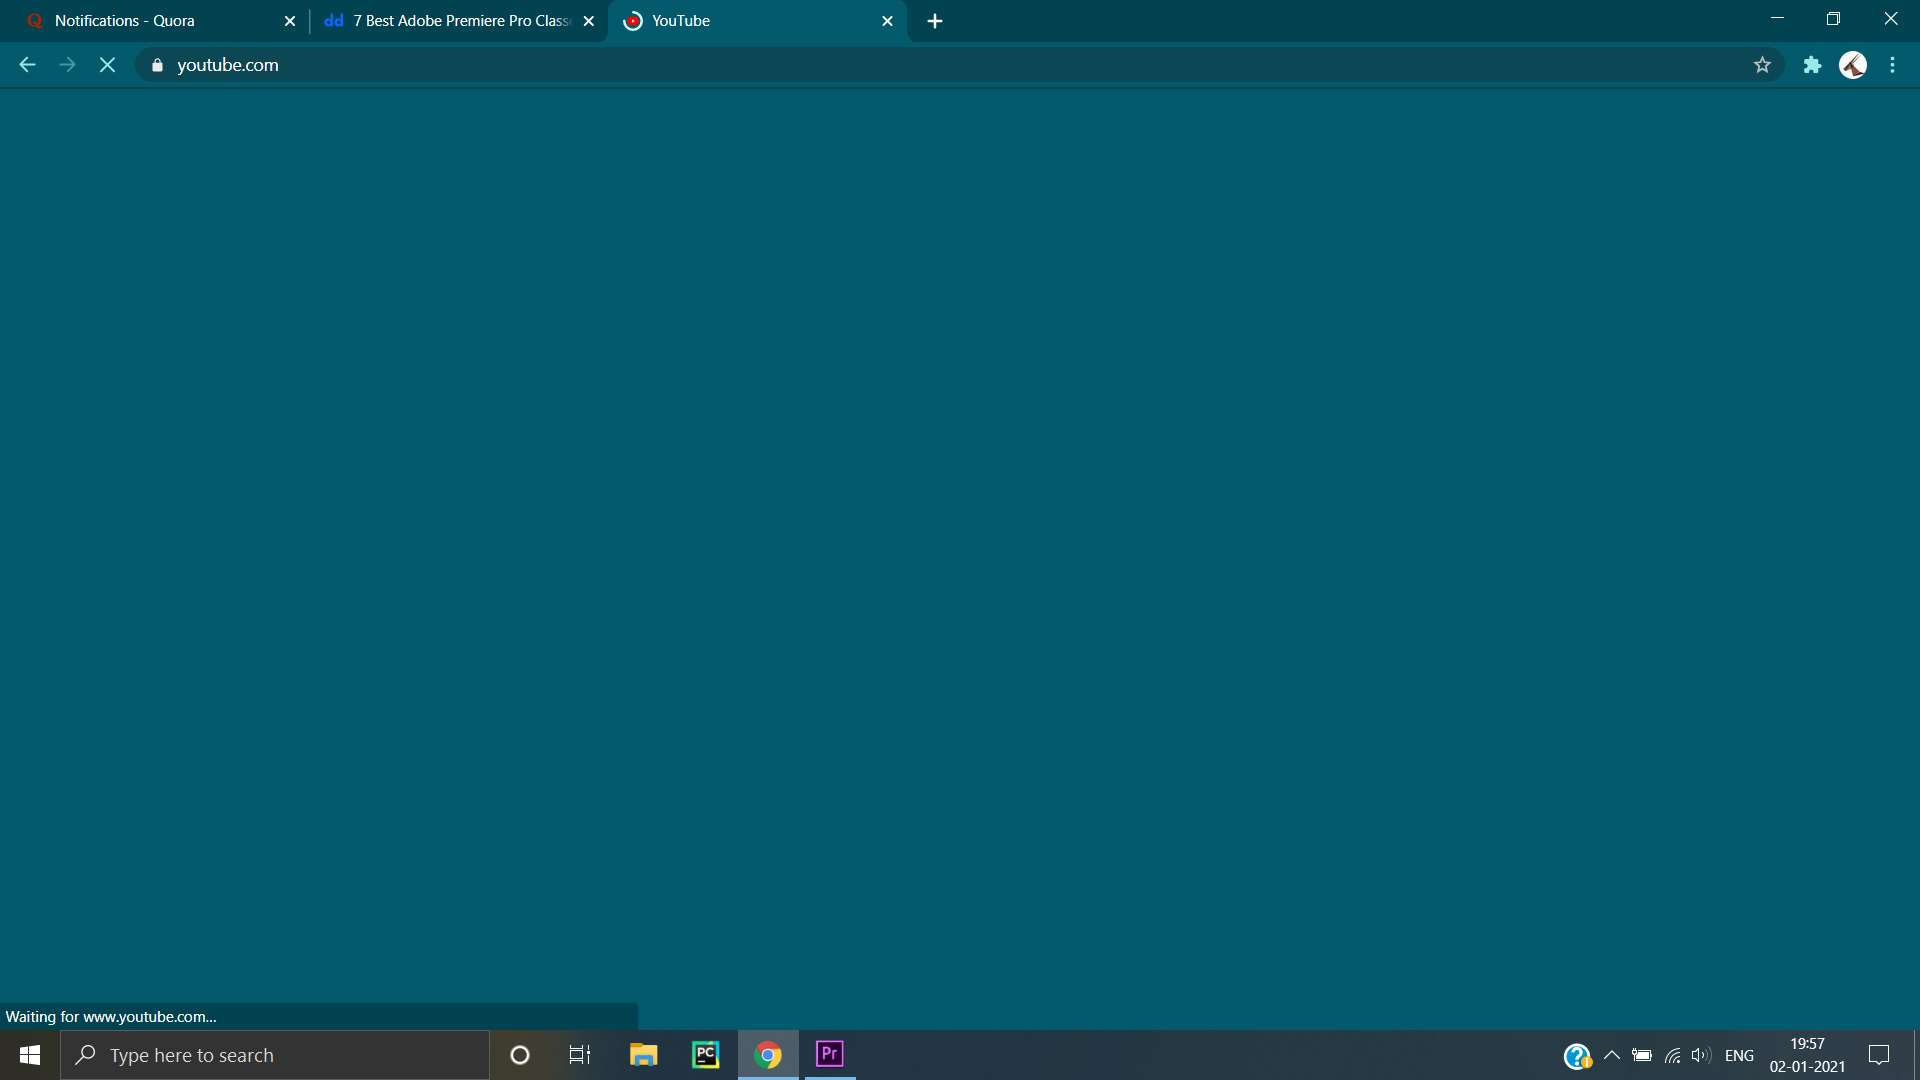 Notifications - Quora
7 Best Adobe Premiere Pro Class
YouTube
youtube.com
Waiting for www.youtube.com...
Type here to search
PC
Pr
ENG
19:57
02-01-2021